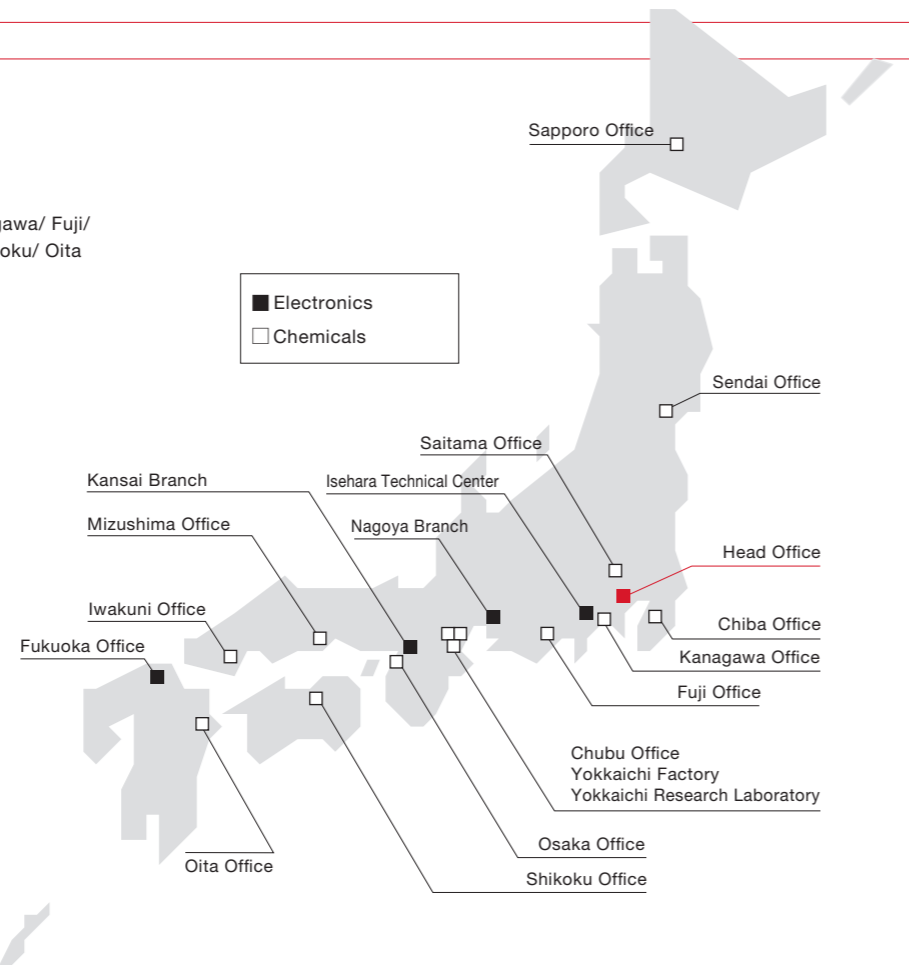 Sapporo Office
gawa/ Fuji/
oku/ Oita
Electronics
Chemicals
Sendai Office
Saitama Office
Kansai Branch
Isehara Technical Center
Mizushima Office
Nagoya Branch
Head Office
Iwakuni Office
Chiba Office
Fukuoka Office
Kanagawa Office
Fuji Office
Chubu Office
Yokkaichi Factory
Yokkaichi Research Laboratory
Osaka Office
Oita Office
Shikoku Office